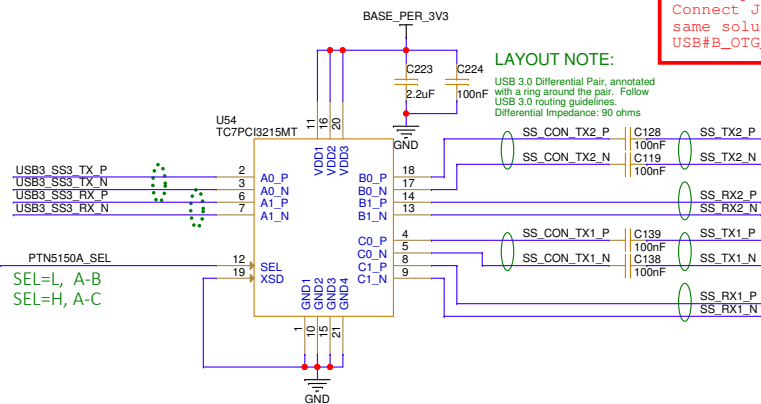 BASE_PER_3V3
Connect J
same solu
USB#B_OTG_
LAYOUT NOTE:
USB 3.0 Differential Pair, annotated
with a ring around the pair. Follow
USB 3.0 routing guidelines.
Differential Impedance: 90 ohms
C223
2.2uF
C224
100nF
GND
U54
TC7PCI3215MT
11
16
20
VDD1
VDD2
VDD3
USB3_SS3_TX_P
2
A0_P
USB3_SS3_TX_N
3
A0_N
USB3_SS3_RX_P
6
A1_P
USB3_SS3_RX_N
7
A1_N
PTN5150A_SEL
12
SEL
19
XSD
SEL=L, A-B
SEL=H, A-C
B0_P
18
SS_CON_TX2_P
C128
100nF
SS_TX2_P
B0_N
17
SS_CON_TX2_N
C119
100nF
SS_TX2_N
B1_P
14
SS_RX2_P
B1_N
13
SS_RX2_N
C0_P
4
SS_CON_TX1_P
C139
100nF
SS_TX1_P
C0_N
5
SS_CON_TX1_N
C138
100nF
SS_TX1_N
C1_P
8
SS_RX1_P
C1_N
9
SS_RX1_N
GND1
GND2
GND3
GND4
1
10
15
21
GND